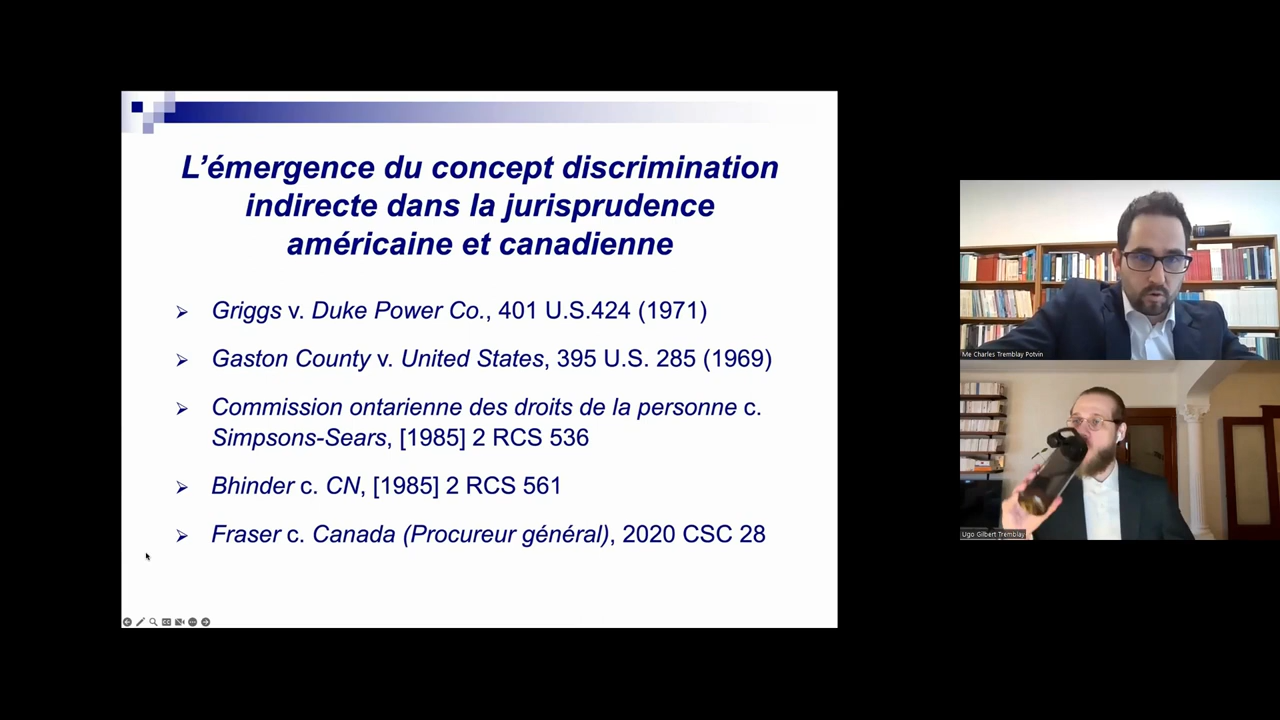 L'émergence du concept discrimination
indirecte dans la jurisprudence
américaine et canadienne
Griggs v. Duke Power Co., 401 U.S.424 (1971)
Gaston County v. United States, 395 U.S. 285 (1969)
Commission ontarienne des droits de la personne c.
Simpsons-Sears, [1985] 2 RCS 536
Bhinder c. CN, [1985] 2 RCS 561
Fraser c. Canada (Procureur général), 2020 CSC 28
Me Charles Tremblay Potvin
Ugo Gilbert Tremblay